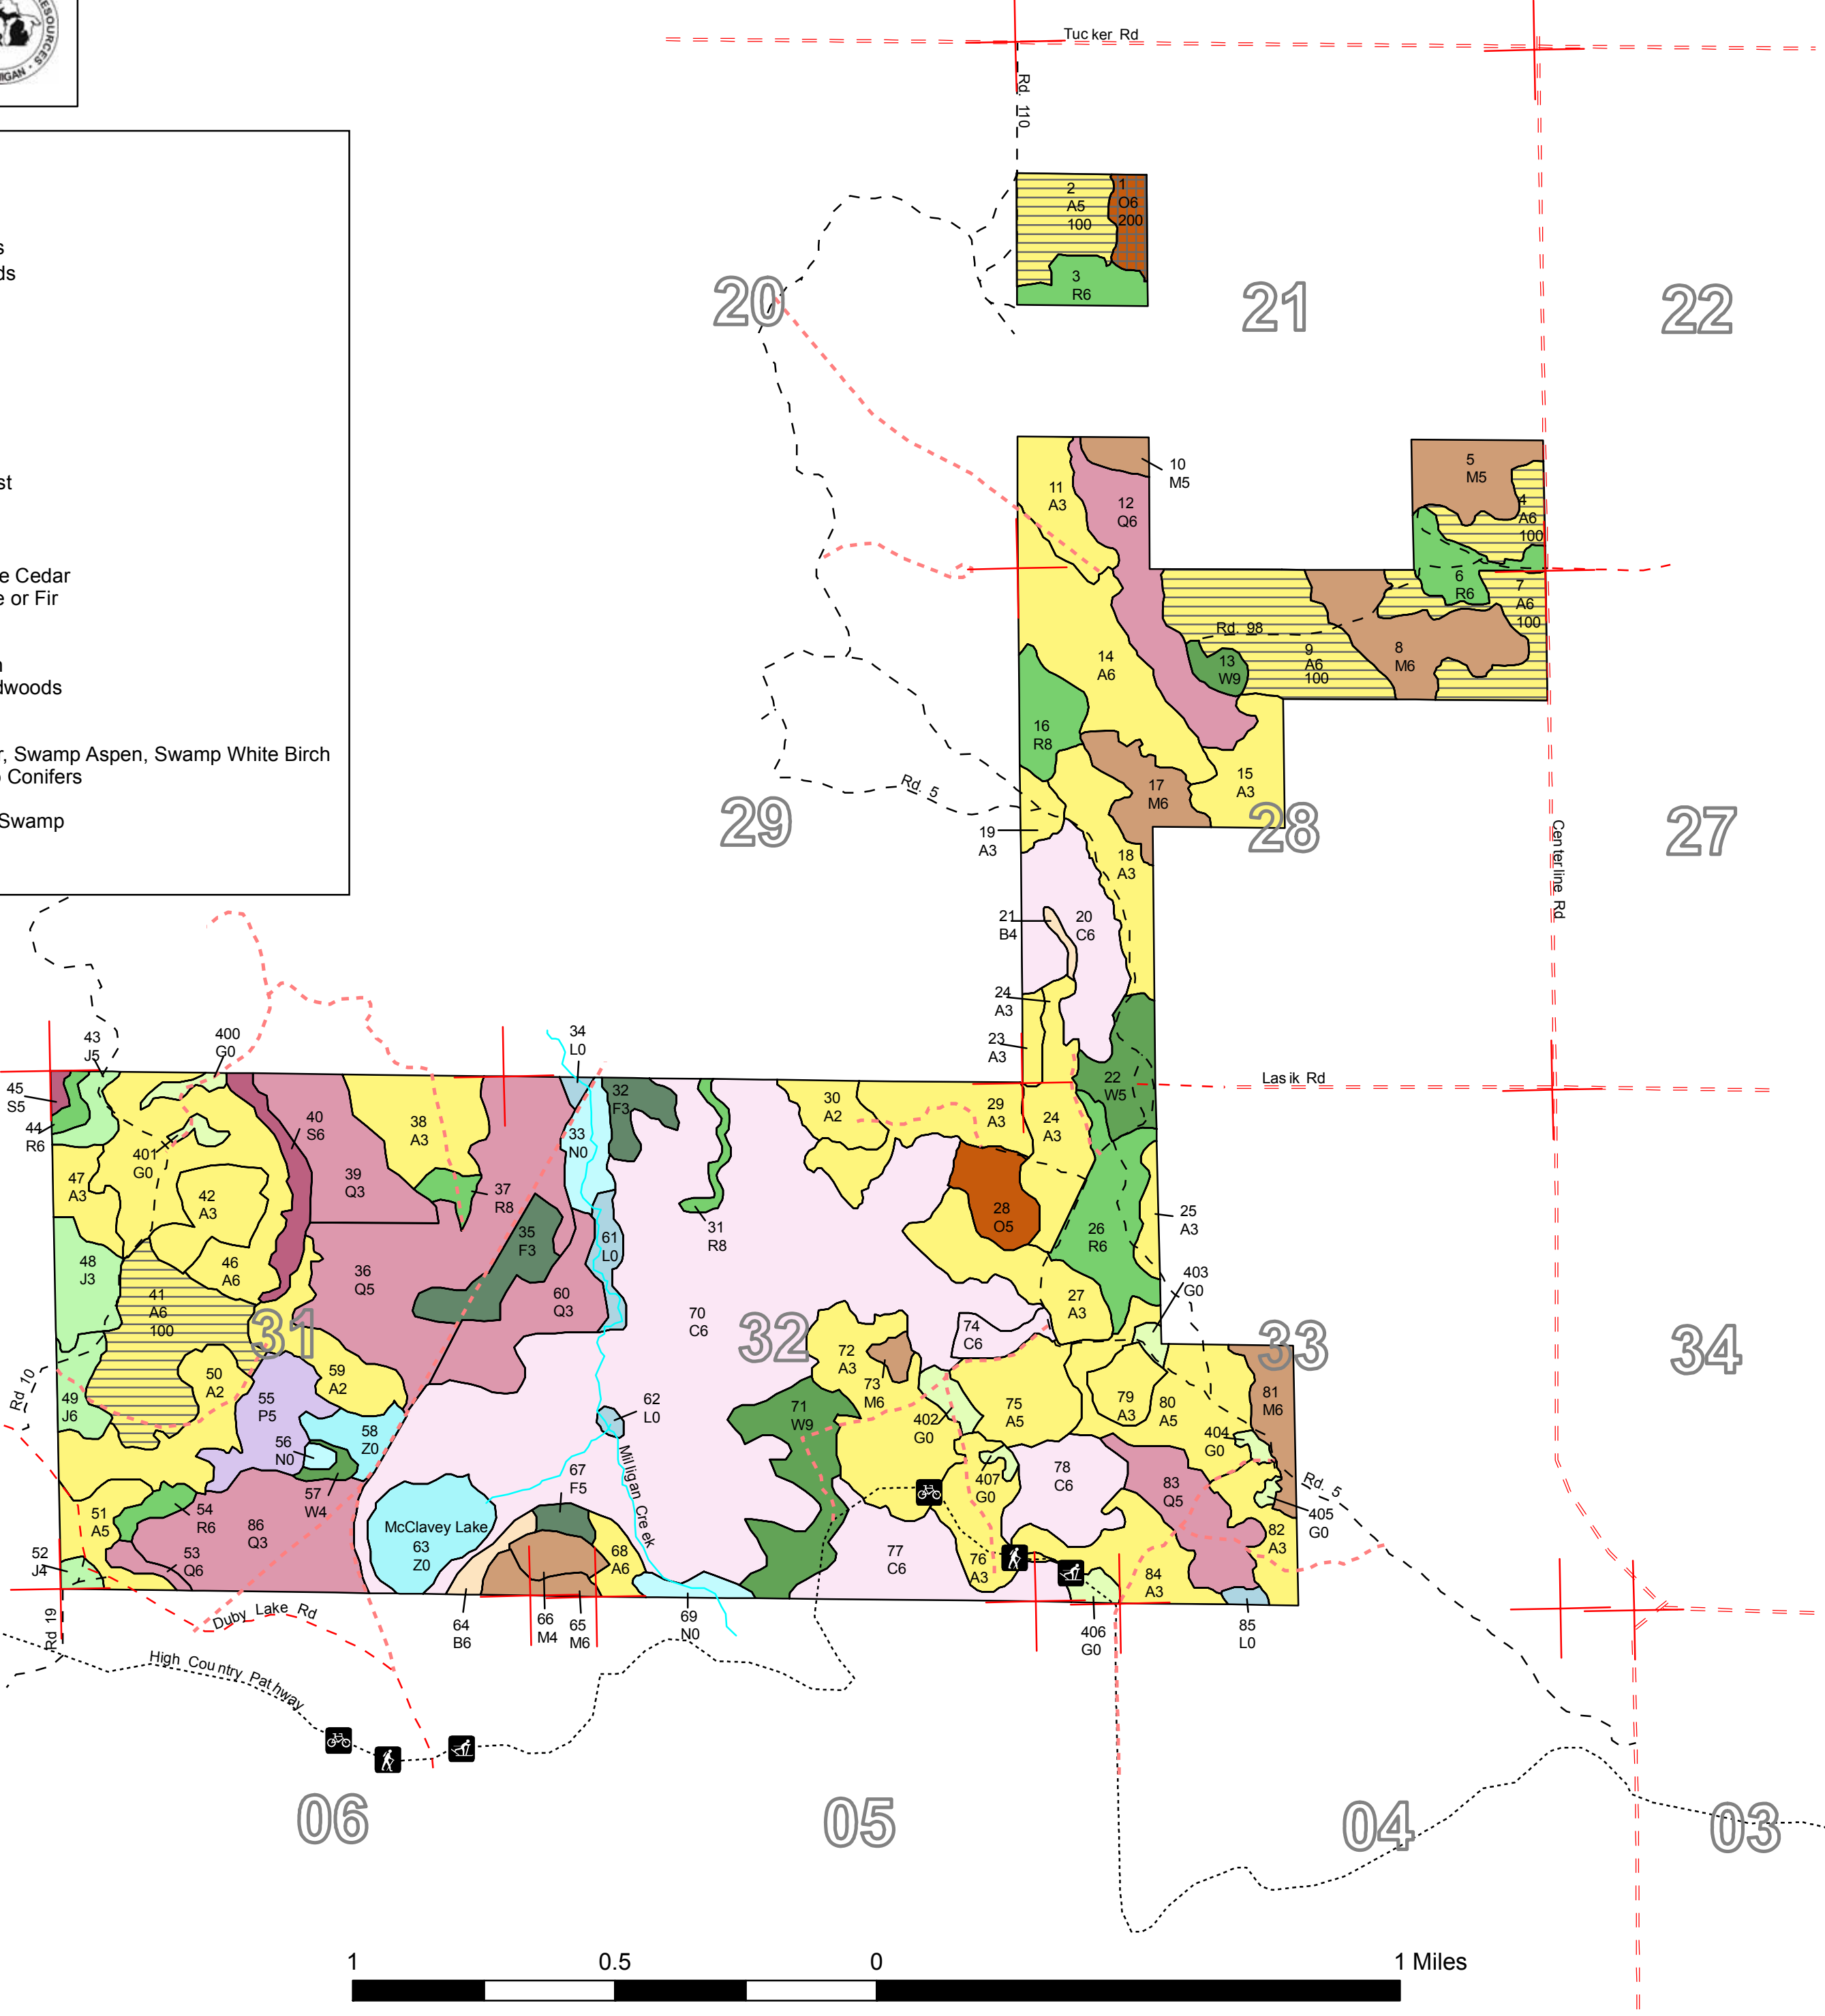 RESOURCES
IGAN
s
ds
st
e Cedar
e or Fir
n
dwoods
r, Swamp Aspen, Swamp White Birch
Conifers
Swamp
Tucker Rd
Rd. 110
2
A5
100
1
O6
200
3
R6
20
21
22
10
M5
11
A3
12
Q6
5
M5
4
A6
100
6
R6
7
A6
100
Rd. 98
9
A6
100
8
M6
13
W9
14
A6
16
R8
15
A3
17
M6
Rd. 5
29
28
27
19
A3
18
A3
Centerline Rd
21
B4
20
C6
24
A3
23
A3
22
W5
Lasik Rd
43
J5
400
G0
34
L0
45
S5
44
R6
40
S6
38
A3
32
F3
30
A2
29
A3
24
A3
33
N0
401
G0
47
A3
42
A3
39
Q3
37
R8
31
R8
28
O5
26
R6
25
A3
35
F3
61
L0
48
J3
46
A6
36
Q5
60
Q3
41
A6
100
403
G0
27
A3
31
32
33
34
70
C6
74
C6
72
A3
73
M6
Rd 10
50
A2
59
A2
55
P5
49
J6
58
Z0
56
N0
57
W4
62
L0
71
W9
402
G0
75
A5
79
A3
80
A5
81
M6
404
G0
67
F5
Milligan Creek
407
G0
78
C6
83
Q5
Rd. 5
405
G0
51
A5
54
R6
86
Q3
53
Q6
52
J4
McClavey Lake
63
Z0
68
A6
77
C6
76
A3
82
A3
84
A3
Rd 19
Duby Lake Rd
64
B6
66
M4
65
M6
69
N0
406
G0
85
L0
High Country Pathway
06
05
04
03
1
0.5
0
1 Miles